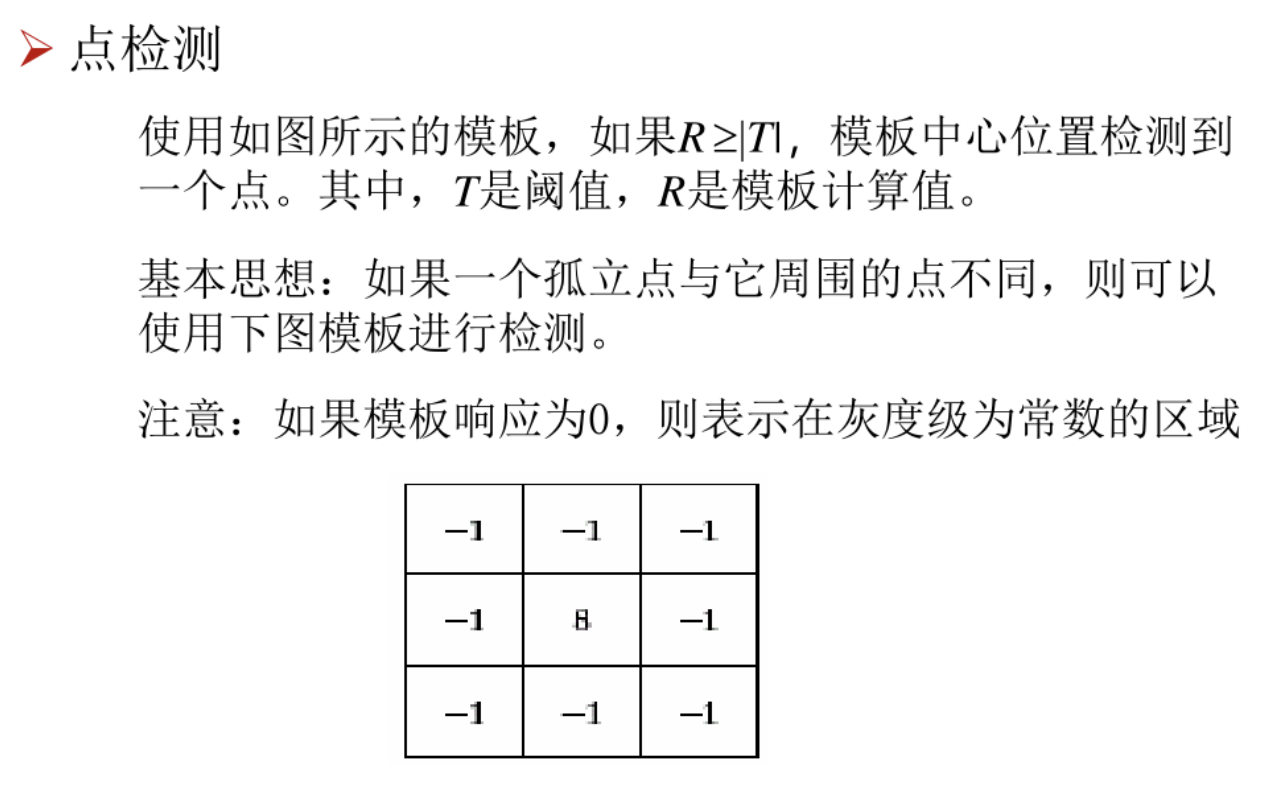 点检测
使用如图所示的模板，如果R≥|T|，模板中心位置检测到
一个点。其中，T是阈值，R是模板计算值。
基本思想：如果一个孤立点与它周围的点不同，则可以
使用下图模板进行检测。
注意：如果模板响应为0，则表示在灰度级为常数的区域
−1 −1 −1
−1 8 −1
−1 −1 −1